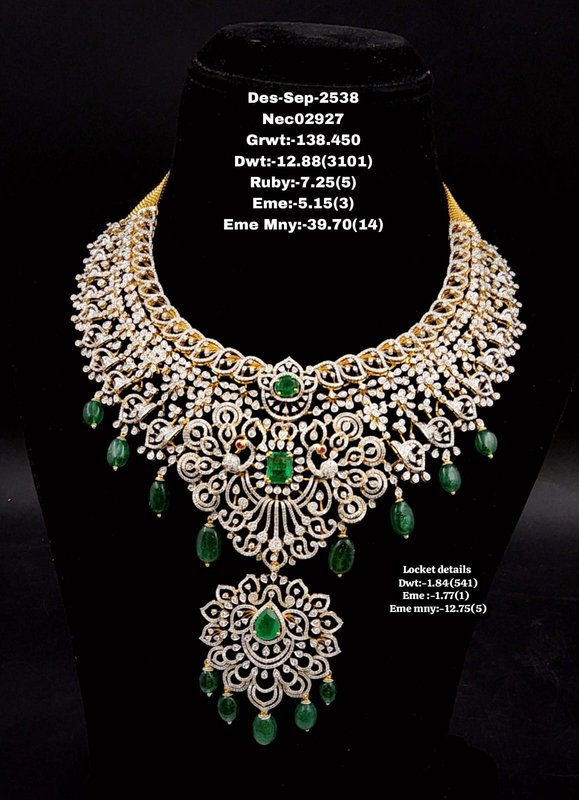 Des-Sep-2538
Nec02927
Grwt:-138.450
Dwt:-12.88(3101)
Ruby:-7.25(5)
Eme:-5.15(3)
Eme Mny:-39.70(14)
Locket details
Dwt:-1.84(541)
Eme :-1.77(1)
Eme mny:-12.75(5)